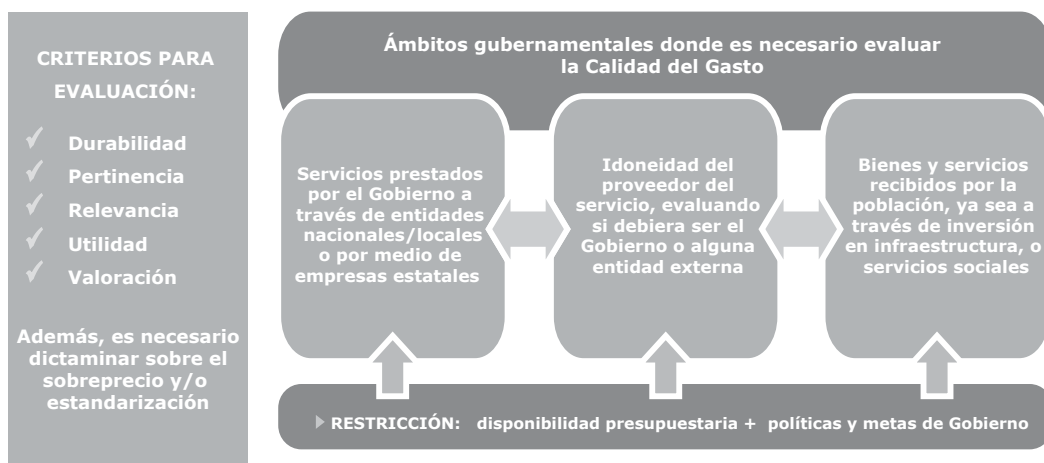 CRITERIOS PARA
EVALUACIÓN:
Durabilidad
Pertinencia
Relevancia
Utilidad
Valoración
Además, es necesario
dictaminar sobre el
sobreprecio y/o
estandarización
Ámbitos gubernamentales donde es necesario evaluar
la Calidad del Gasto
Servicios prestados
por el Gobierno a
través de entidades
nacionales/locales
o por medio de
empresas estatales
Idoneidad del
proveedor del
servicio, evaluando
si debiera ser el
Gobierno o alguna
entidad externa
Bienes y servicios
recibidos por la
población, ya sea a
través de inversión
en infraestructura, o
servicios sociales
RESTRICCIÓN: disponibilidad presupuestaria + políticas y metas de Gobierno